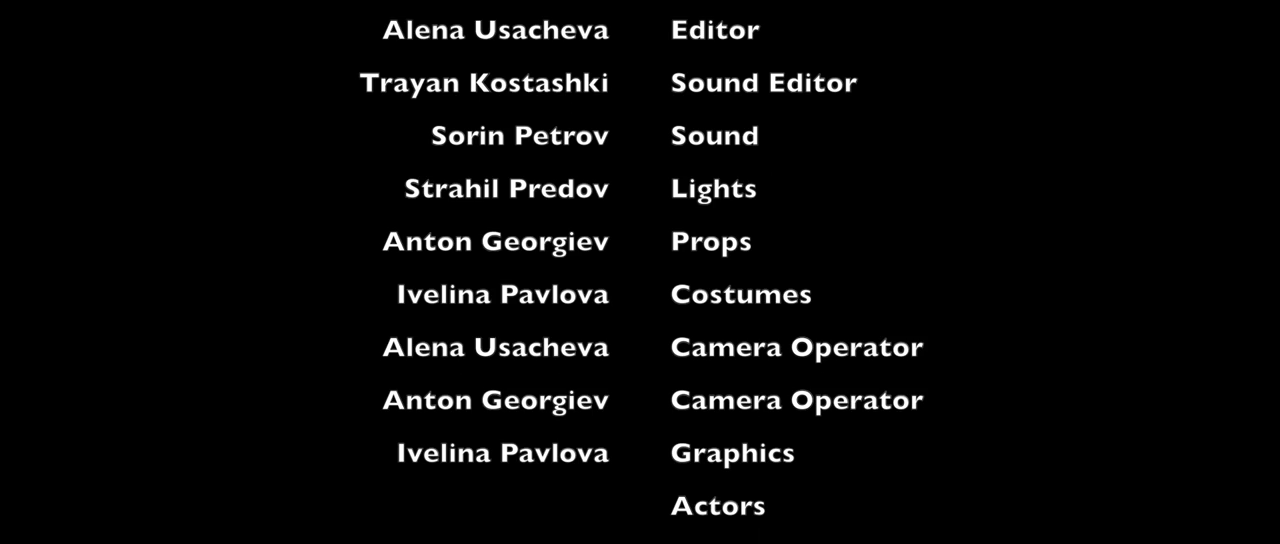 Alena Usacheva Editor
Trayan Kostashki Sound Editor
Sorin Petrov Sound
Strahil Predov Lights
Anton Georgiev Props
Ivelina Pavlova Costumes
Alena Usacheva Camera Operator
Anton Georgiev Camera Operator
Ivelina Pavlova Graphics
Actors